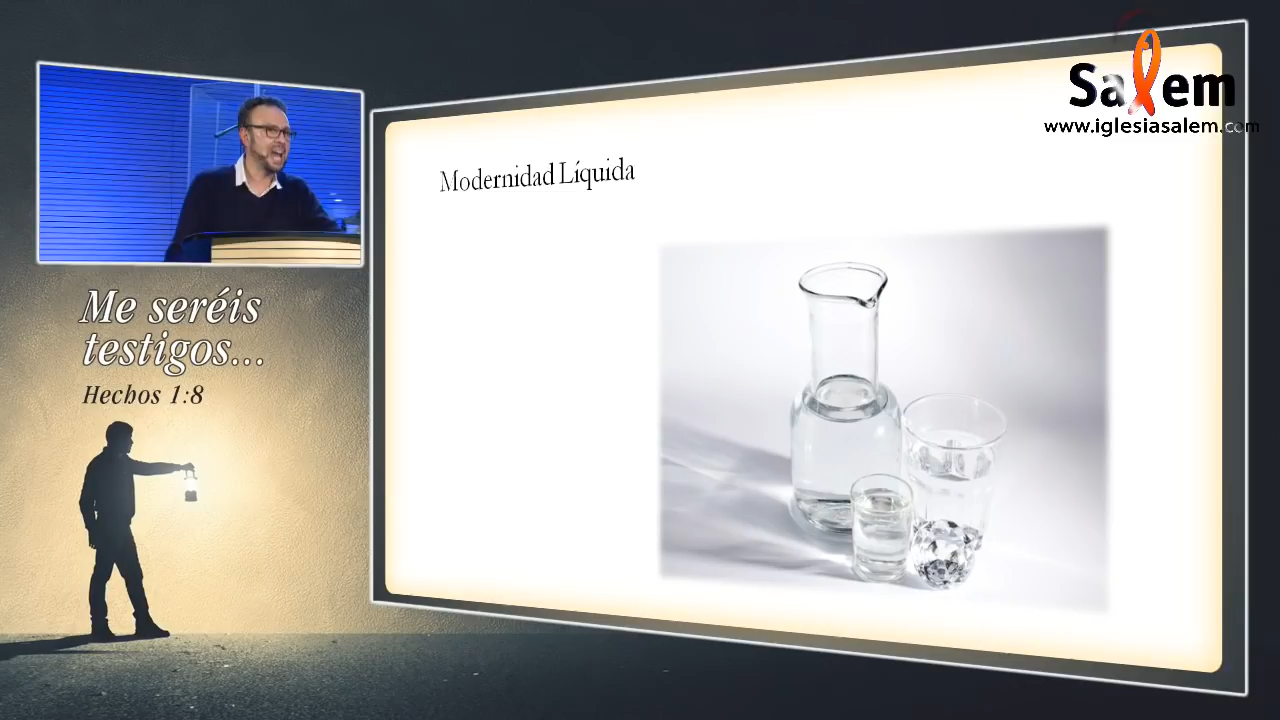 Salem
www.iglesiasalem.com
Modernidad Líquida
Me seréis
testigos...
Hechos 1:8